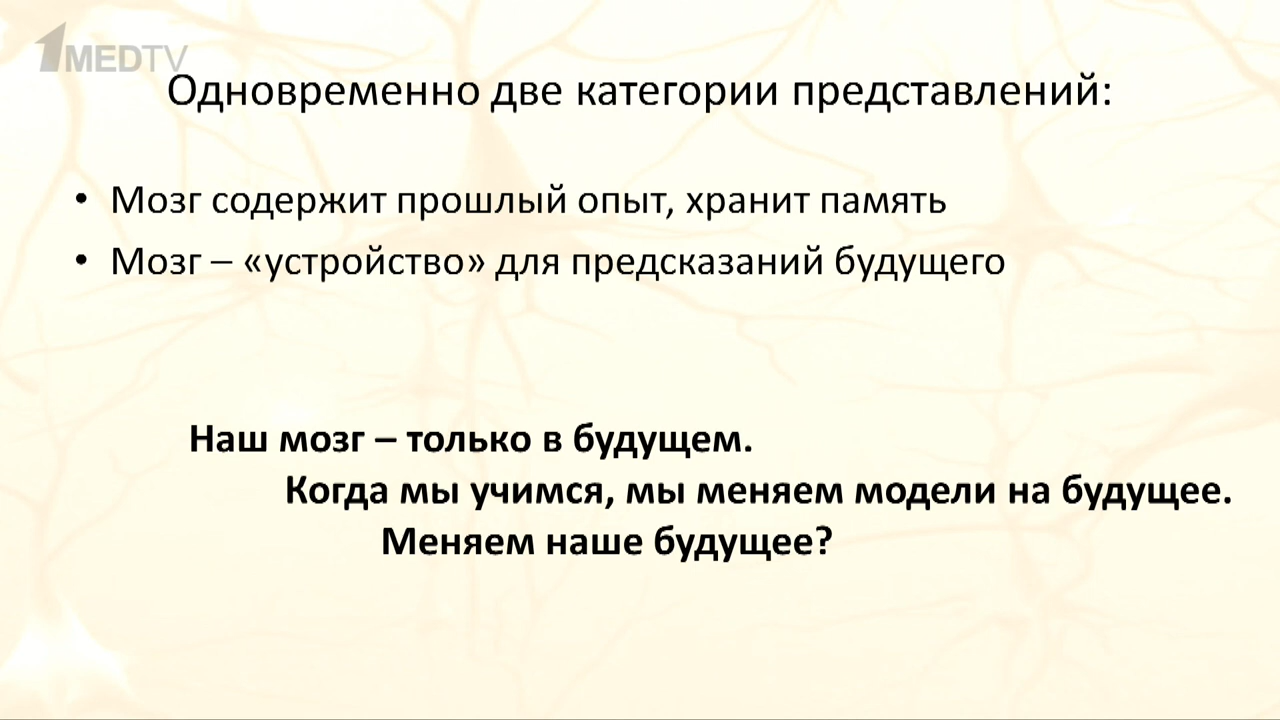 1MEDTV
Одновременно две категории представлений:
• Мозг содержит прошлый опыт, хранит память
• Мозг – «устройство» для предсказаний будущего
Наш мозг – только в будущем.
Когда мы учимся, мы меняем модели на будущее.
Меняем наше будущее?